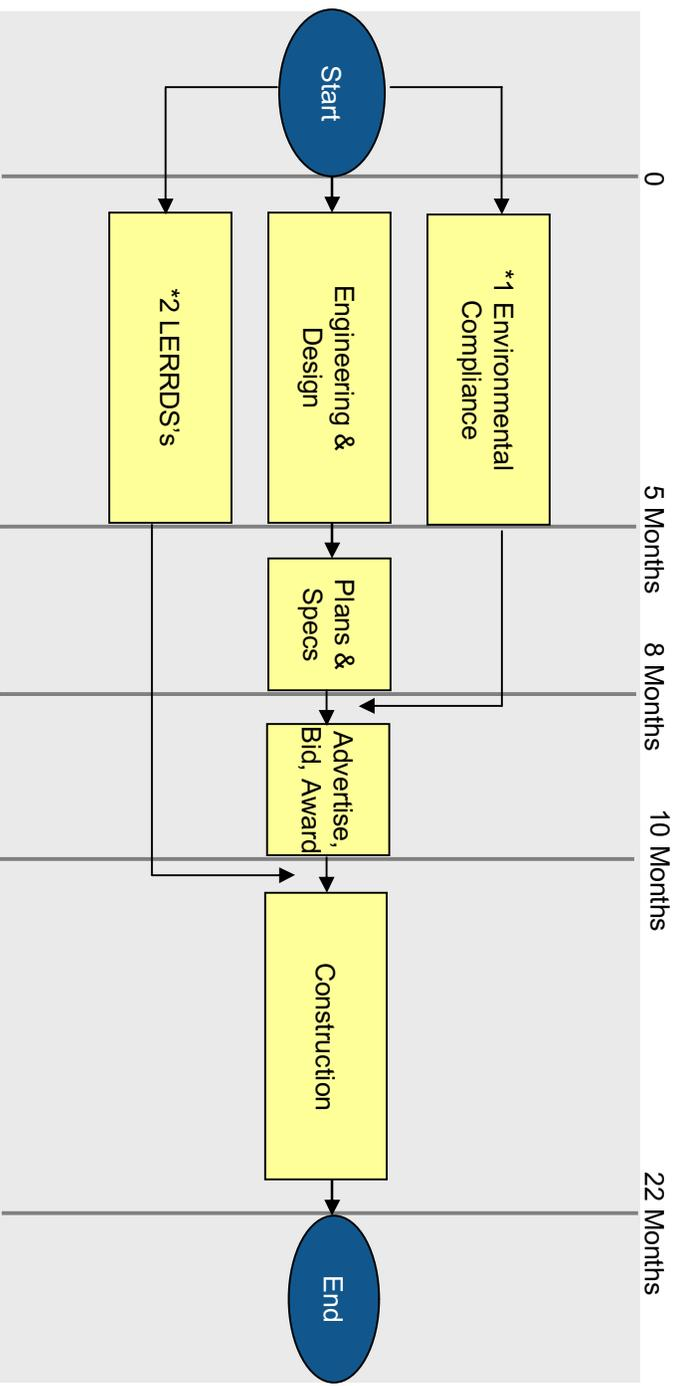 0
5 Months
8 Months
10 Months
22 Months
Start
*1 Environmental
Compliance
Engineering &
Design
*2 LERRDS's
Plans &
Specs
Advertise,
Bid, Award
Construction
End